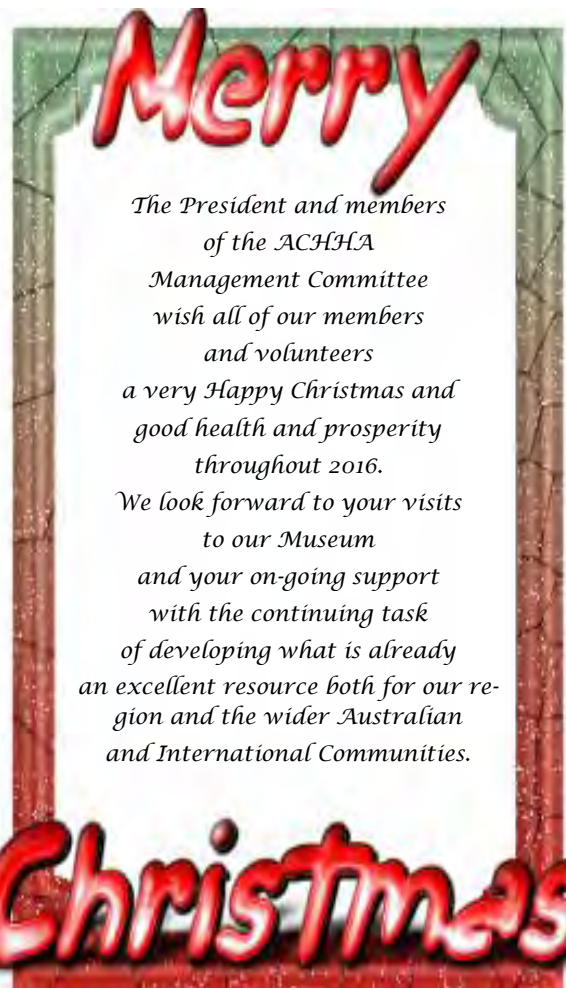 Merry
The President and members
of the ACHHA
Management Committee
wish all of our members
and volunteers
a very Happy Christmas and
good health and prosperity
throughout 2016.
We look forward to your visits
to our Museum
and your on-going support
with the continuing task
of developing what is already
an excellent resource both for our re-
gion and the wider Australian
and International Communities.
Christmas